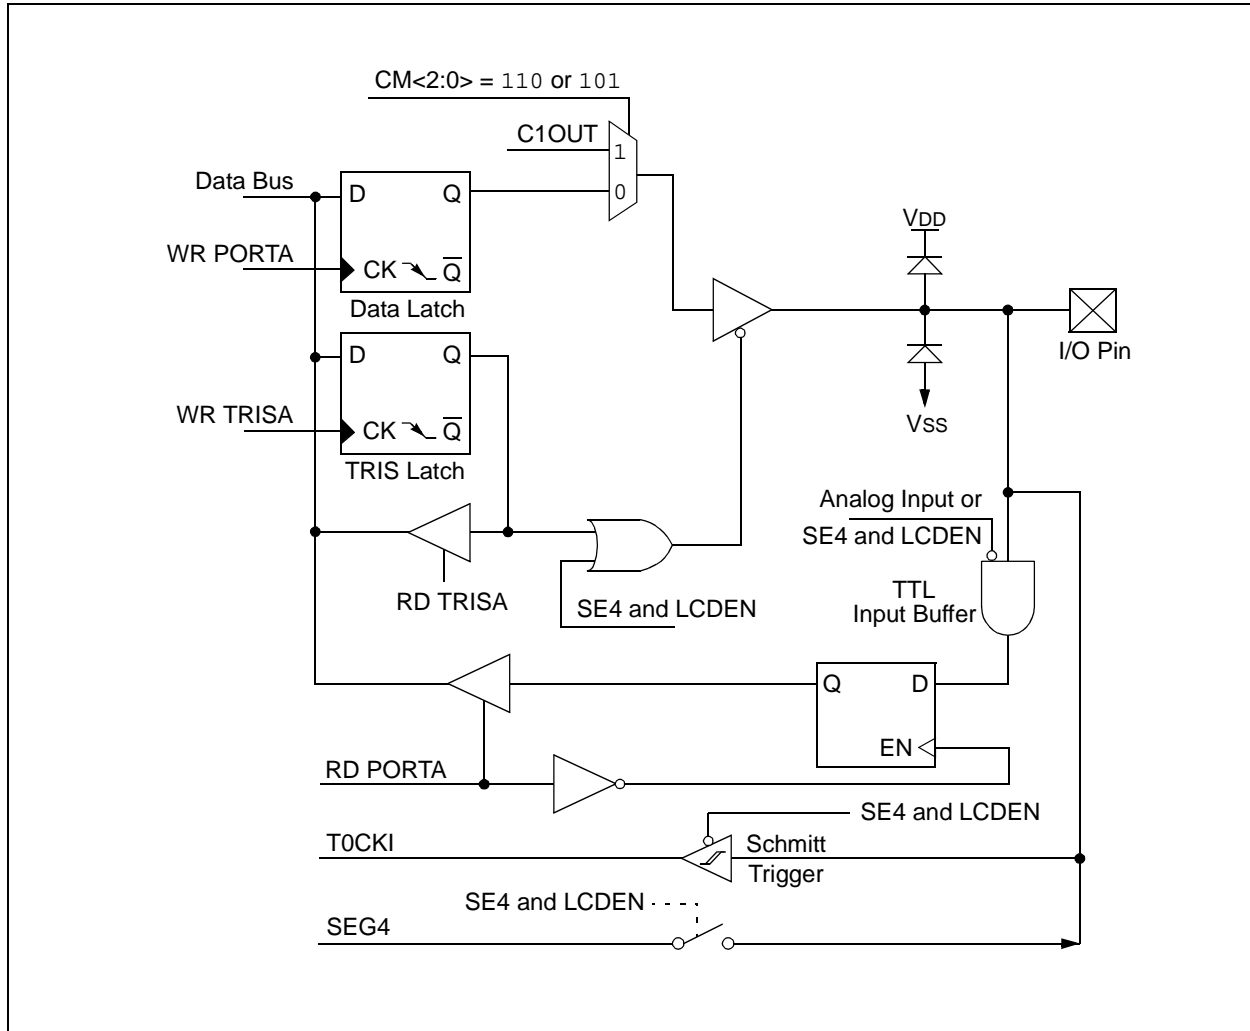 CM<2:0> = 110 or 101
C1OUT
1
0
Data Bus
D Q
WR PORTA
CK Q̅
Data Latch
VDD
I/O Pin
VSS
D Q
WR TRISA
CK Q̅
TRIS Latch
Analog Input or
SE4 and LCDEN
RD TRISA
SE4 and LCDEN
TTL
Input Buffer
Q D
EN
RD PORTA
SE4 and LCDEN
T0CKI
Schmitt
Trigger
SE4 and LCDEN
SEG4